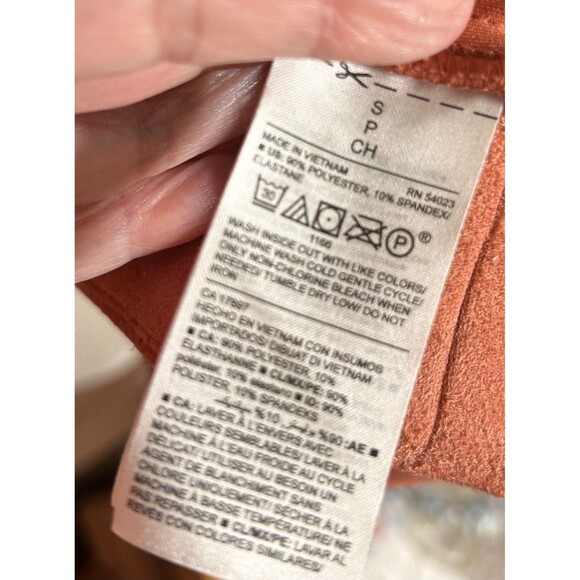 S
P
CH
MADE IN VIETNAM RN 54023
■ US: 90% POLYESTER, 10% SPANDEX/
ELASTANE
30 P ®
1166
WASH INSIDE OUT WITH LIKE COLORS/
MACHINE WASH COLD GENTLE CYCLE/
ONLY NON-CHLORINE BLEACH WHEN
NEEDED/ TUMBLE DRY LOW/ DO NOT
IRON
CA 17897
HECHO EN VIETNAM CON INSUMOS
IMPORTADOS/ DIBUAT DI VIETNAM
■ CA: 90% POLYESTER, 10%
ELASTHANNE ■ CL/MX/PE: 90%
poliéster, 10% elastano ■ ID: 90%
POLISTER, 10% SPANDEKS
■ AE: 90% 10%
■ CA: LAVER À L'ENVERS AVEC
COULEURS SEMBLABLES/ LAVER À LA
MACHINE À L'EAU FROIDE AU CYCLE
DÉLICAT/ UTILISER AU BESOIN UN
AGENT DE BLANCHIMENT SANS
CHLORE UNIQUEMENT/ SÉCHER À LA
MACHINE À BASSE TEMPÉRATURE/ NE
PAS REPASSER ■ CL/MX/PE: LAVAR AL
REVÉS CON COLORES SIMILARES/